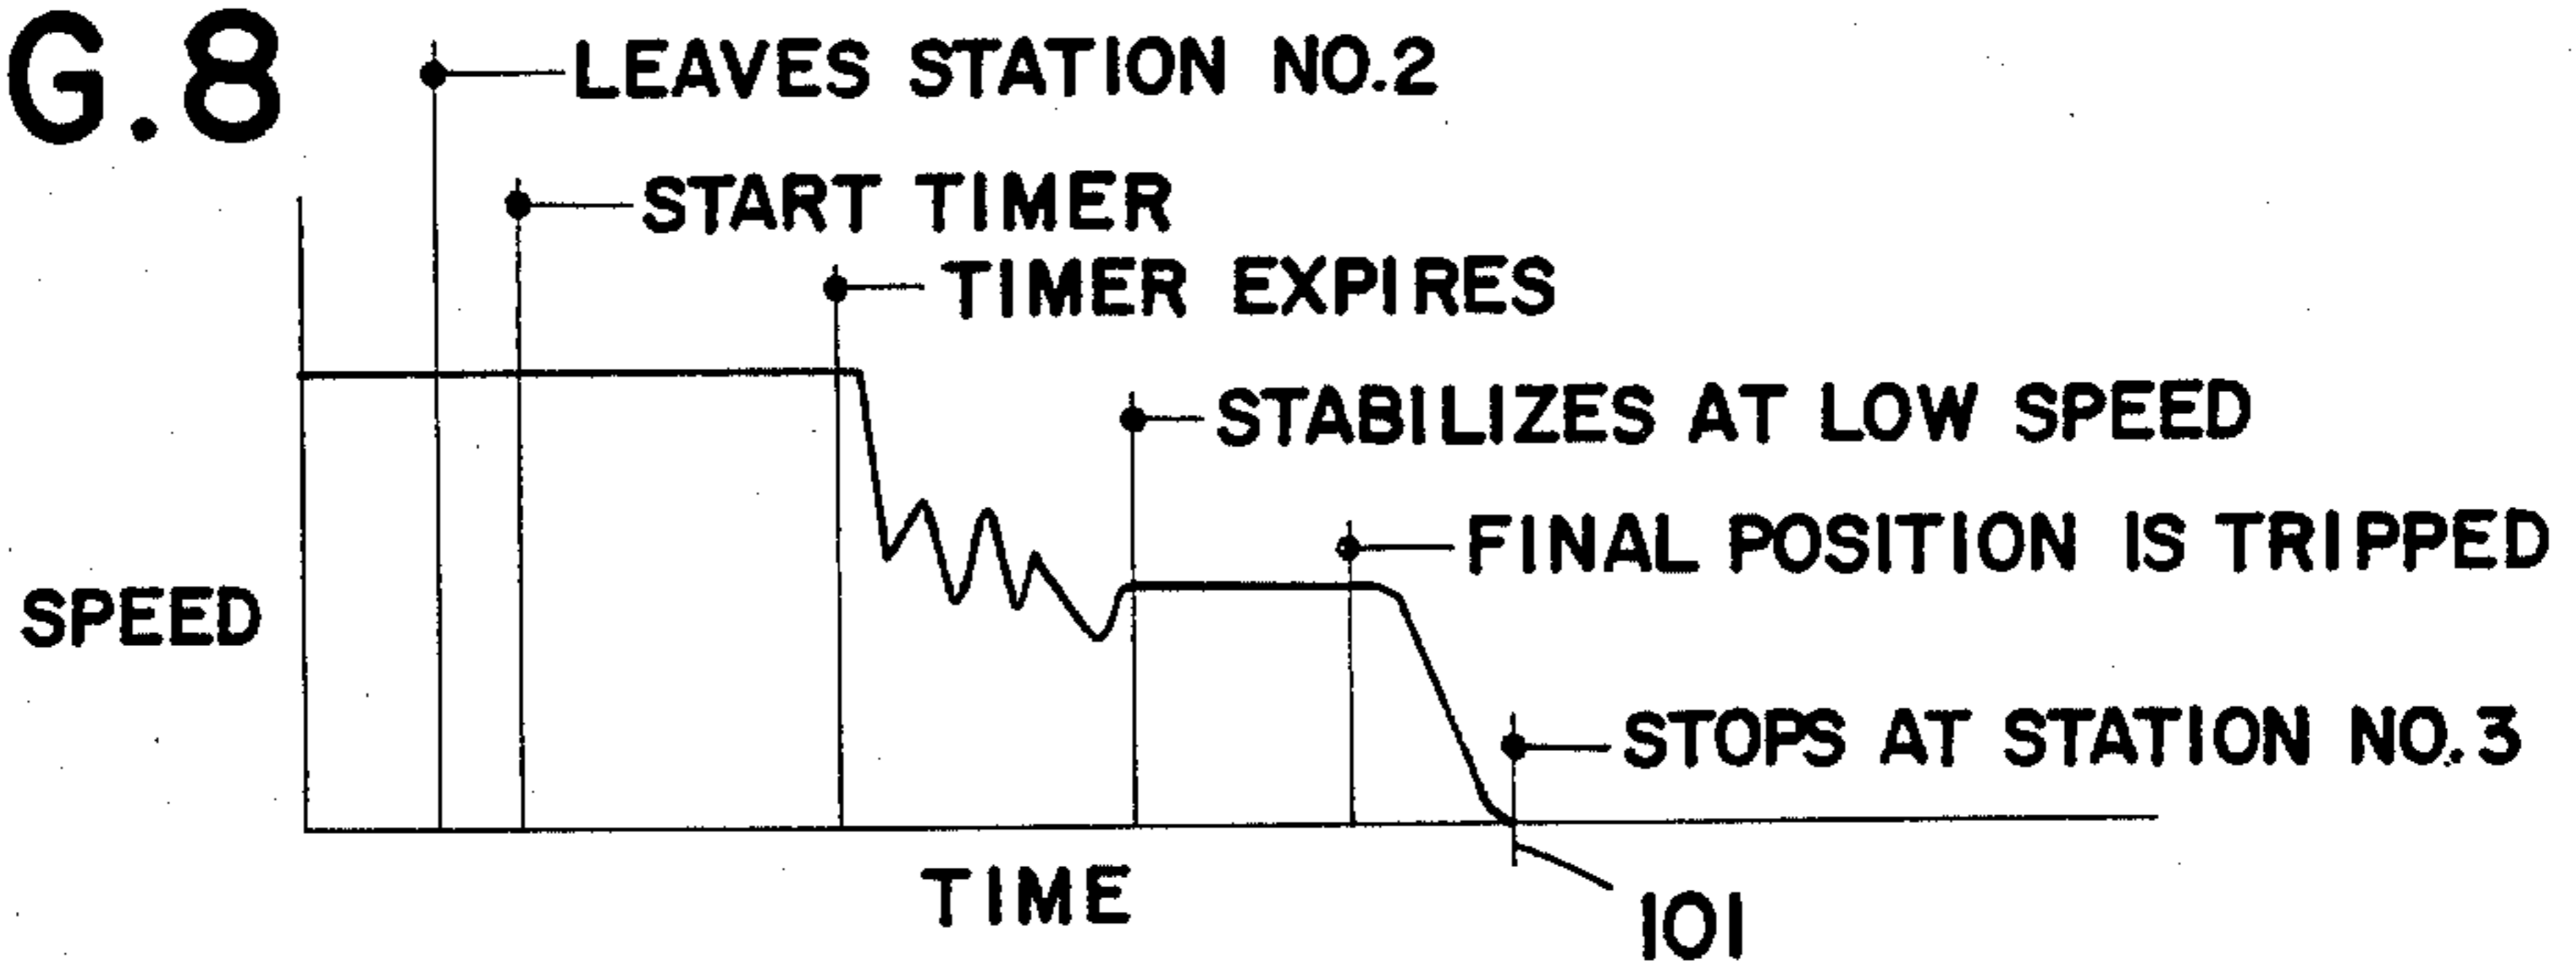 G.8
LEAVES STATION NO.2
START TIMER
TIMER EXPIRES
STABILIZES AT LOW SPEED
FINAL POSITION IS TRIPPED
SPEED
STOPS AT STATION NO.3
TIME
101